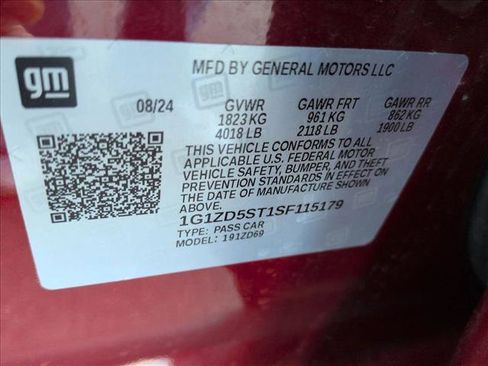 gm
MFD BY GENERAL MOTORS LLC
08/24 GVWR GAWR FRT GAWR RR
1823 KG 961 KG 862 KG
4018 LB 2118 LB 1900 LB
THIS VEHICLE CONFORMS TO ALL
APPLICABLE U.S. FEDERAL MOTOR
VEHICLE SAFETY, BUMPER, AND THEFT
PREVENTION STANDARDS IN EFFECT ON
THE DATE OF MANUFACTURE SHOWN
ABOVE.
1G1ZD5ST1SF115179
TYPE: PASS CAR
MODEL: 191ZD69